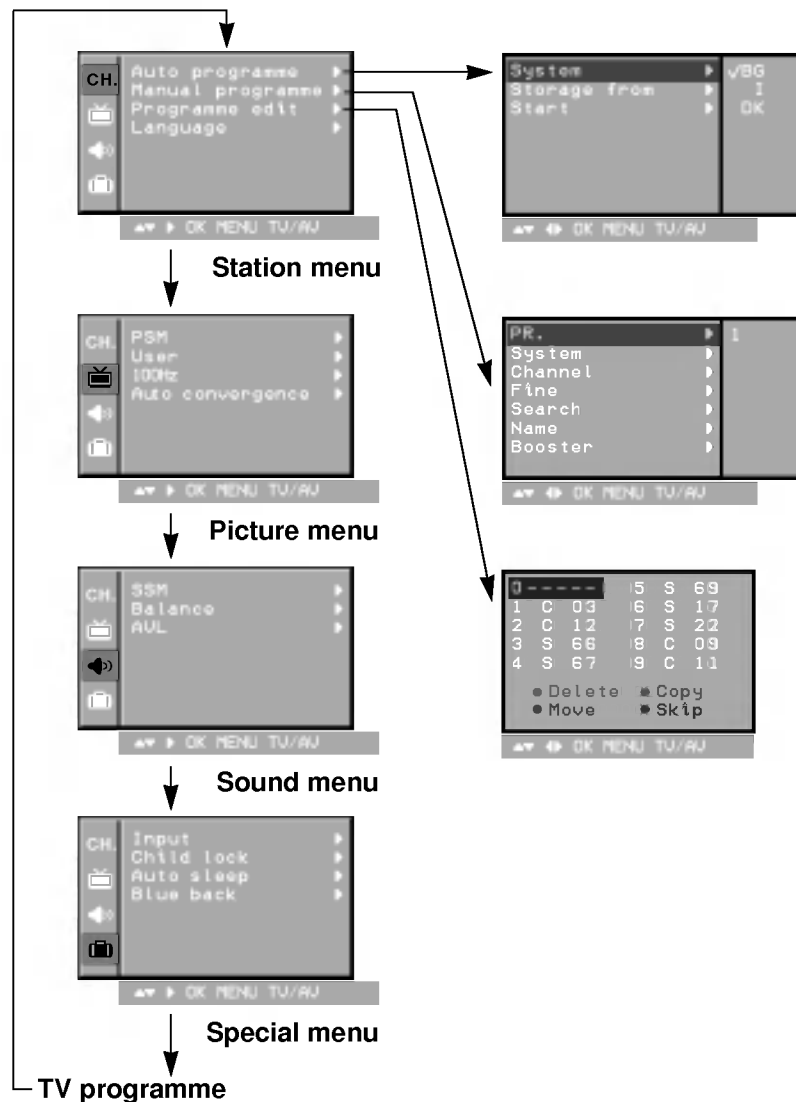 CH.
Auto programme
Manual programme
Programme edit
Language
▲▼ ▶ OK MENU TV/AV
Station menu
System
Storage from
Start
√BG
I
OK
▲▼ ◀▶ OK MENU TV/AV
CH.
PSM
User
100Hz
Auto convergence
▲▼ ▶ OK MENU TV/AV
Picture menu
PR.
System
Channel
Fine
Search
Name
Booster
1
▲▼ ◀▶ OK MENU TV/AV
CH.
SSM
Balance
AVL
▲▼ ▶ OK MENU TV/AV
Sound menu
0 - - - - - 5 S 69
1 C 03 6 S 17
2 C 12 7 S 22
3 S 66 8 C 09
4 S 67 9 C 11
Delete Copy
Move Skip
▲▼ ◀▶ OK MENU TV/AV
CH.
Input
Child lock
Auto sleep
Blue back
▲▼ ▶ OK MENU TV/AV
Special menu
TV programme